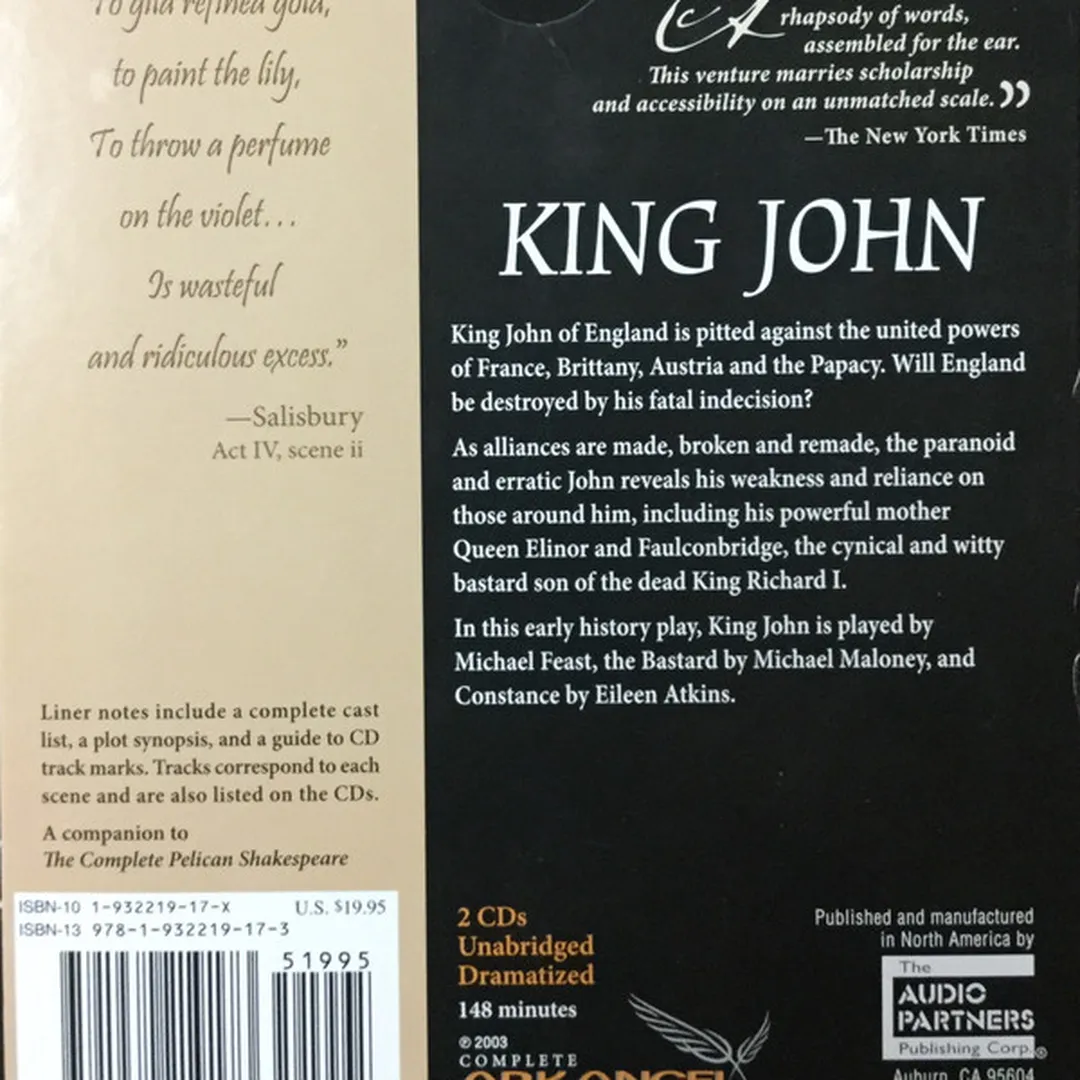 To gild refined gold,
to paint the lily,
To throw a perfume
on the violet...
Is wasteful
and ridiculous excess.”
—Salisbury
Act IV, scene ii
Liner notes include a complete cast
list, a plot synopsis, and a guide to CD
track marks. Tracks correspond to each
scene and are also listed on the CDs.
A companion to
The Complete Pelican Shakespeare
ISBN-10 1-932219-17-X U.S. $19.95
ISBN-13 978-1-932219-17-3
51995
A rhapsody of words,
assembled for the ear.
This venture marries scholarship
and accessibility on an unmatched scale.”
—The New York Times
KING JOHN
King John of England is pitted against the united powers
of France, Brittany, Austria and the Papacy. Will England
be destroyed by his fatal indecision?
As alliances are made, broken and remade, the paranoid
and erratic John reveals his weakness and reliance on
those around him, including his powerful mother
Queen Elinor and Faulconbridge, the cynical and witty
bastard son of the dead King Richard I.
In this early history play, King John is played by
Michael Feast, the Bastard by Michael Maloney, and
Constance by Eileen Atkins.
2 CDs
Unabridged
Dramatized
148 minutes
℗ 2003
COMPLETE
ARKANGEL
Published and manufactured
in North America by
The
AUDIO
PARTNERS
Publishing Corp.®
Auburn, CA 95604